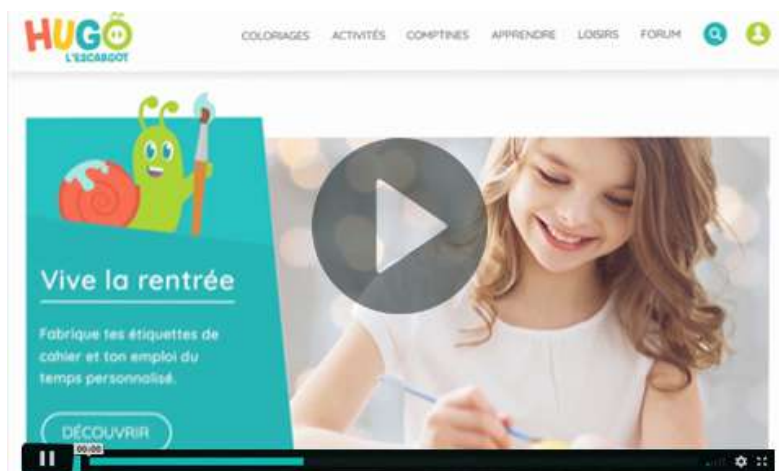 HUGO
L'ESCARGOT
COLORIAGES ACTIVITÉS COMPTINES APPRENDRE LOISIRS FORUM
Vive la rentrée
Fabrique tes étiquettes de
cahier et ton emploi du
temps personnalisé.
DÉCOUVRIR
00:00